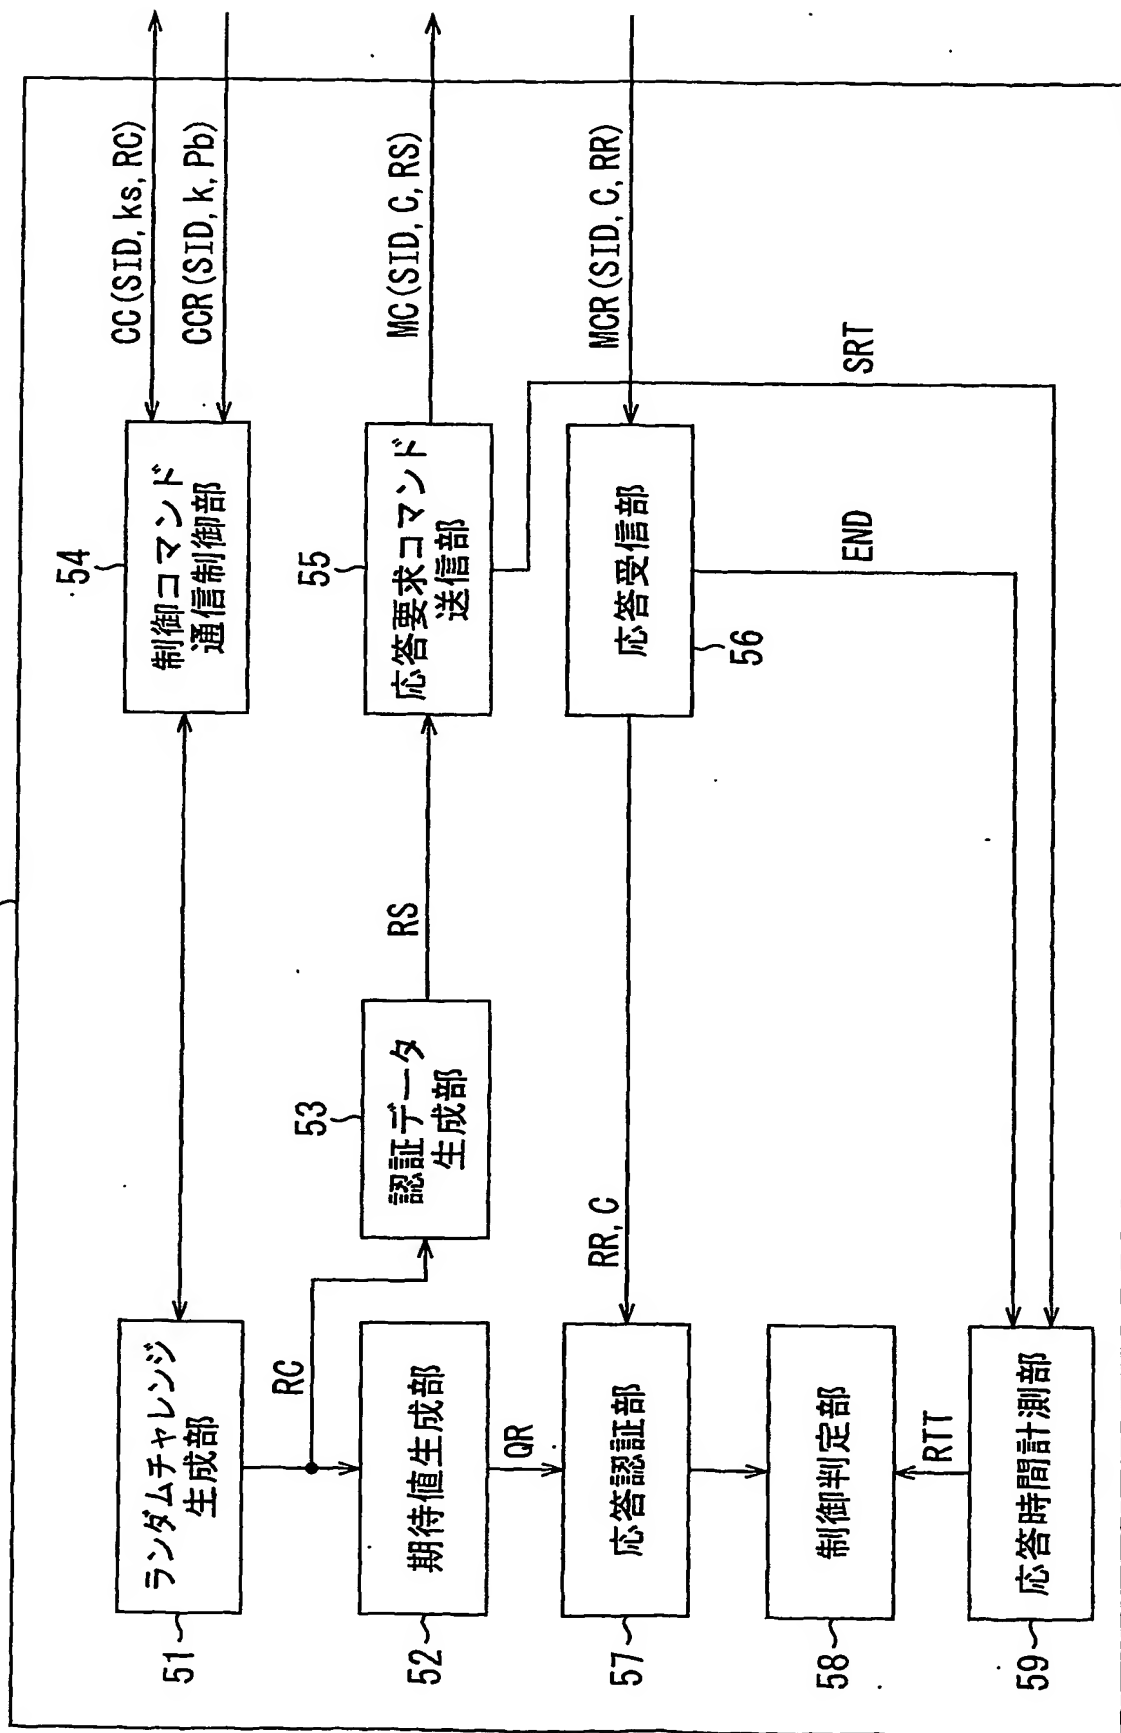 51
ランダムチャレンジ
生成部
54
制御コマンド
通信制御部
CC(SID, ks, RC)
CCR(SID, k, Pb)
RC
52
期待値生成部
53
認証データ
生成部
RS
55
応答要求コマンド
送信部
MC(SID, C, RS)
QR
57
応答認証部
RR, C
応答受信部
56
MCR(SID, C, RR)
SRT
END
58
制御判定部
RTT
59
応答時間計測部